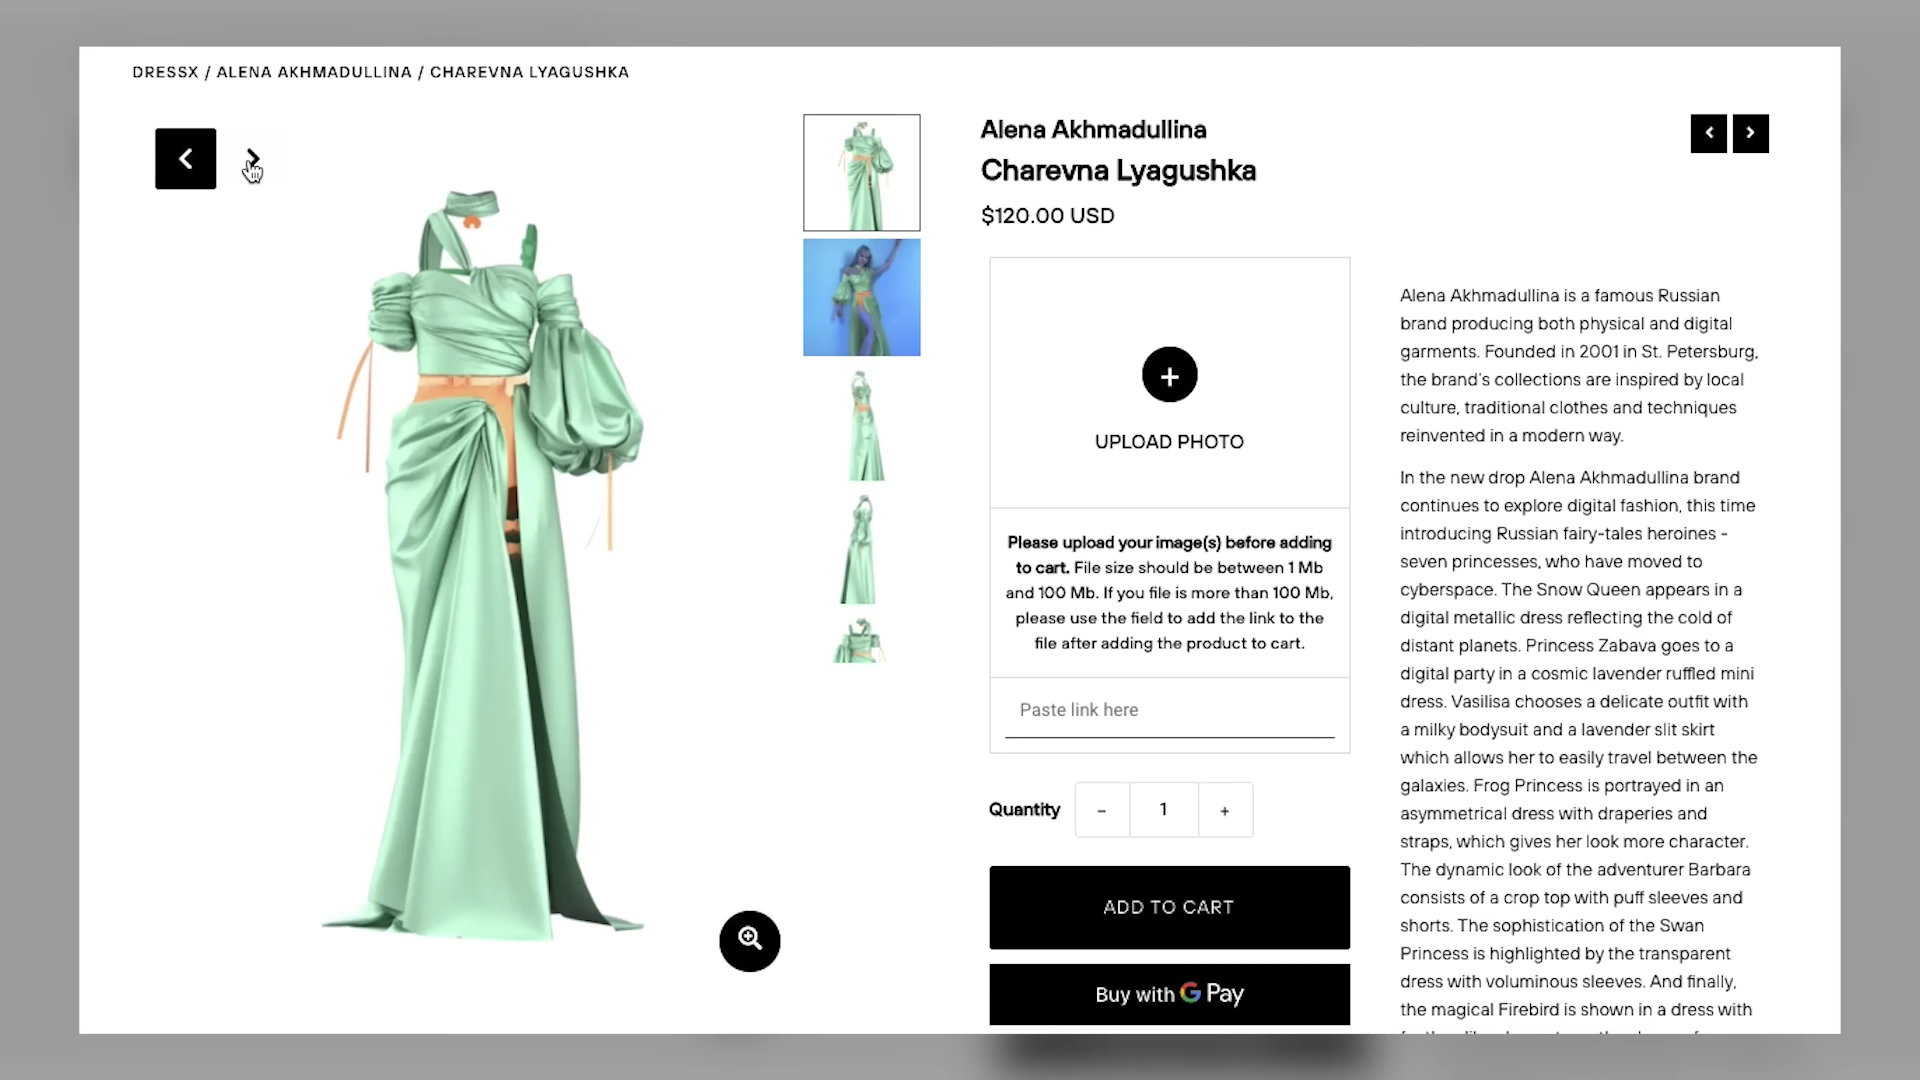 DRESSX / ALENA AKHMADULLINA / CHAREVNA LYAGUSHKA
Alena Akhmadullina
Charevna Lyagushka
$120.00 USD
+
UPLOAD PHOTO
Please upload your image(s) before adding
to cart. File size should be between 1 Mb
and 100 Mb. If you file is more than 100 Mb,
please use the field to add the link to the
file after adding the product to cart.
Paste link here
Quantity - 1 +
ADD TO CART
Buy with G Pay
Alena Akhmadullina is a famous Russian
brand producing both physical and digital
garments. Founded in 2001 in St. Petersburg,
the brand's collections are inspired by local
culture, traditional clothes and techniques
reinvented in a modern way.
In the new drop Alena Akhmadullina brand
continues to explore digital fashion, this time
introducing Russian fairy-tales heroines -
seven princesses, who have moved to
cyberspace. The Snow Queen appears in a
digital metallic dress reflecting the cold of
distant planets. Princess Zabava goes to a
digital party in a cosmic lavender ruffled mini
dress. Vasilisa chooses a delicate outfit with
a milky bodysuit and a lavender slit skirt
which allows her to easily travel between the
galaxies. Frog Princess is portrayed in an
asymmetrical dress with draperies and
straps, which gives her look more character.
The dynamic look of the adventurer Barbara
consists of a crop top with puff sleeves and
shorts. The sophistication of the Swan
Princess is highlighted by the transparent
dress with voluminous sleeves. And finally,
the magical Firebird is shown in a dress with